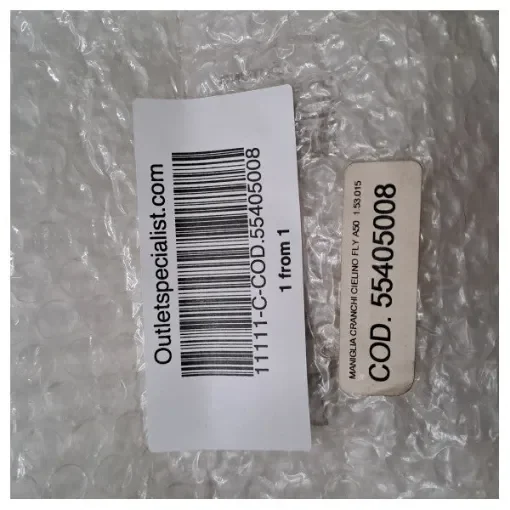 Outletspecialist.com
11111-C-COD.55405008
1 from 1
MANIGLIA CRANCHI CIELINO FLY A50 1.53.015
COD. 55405008